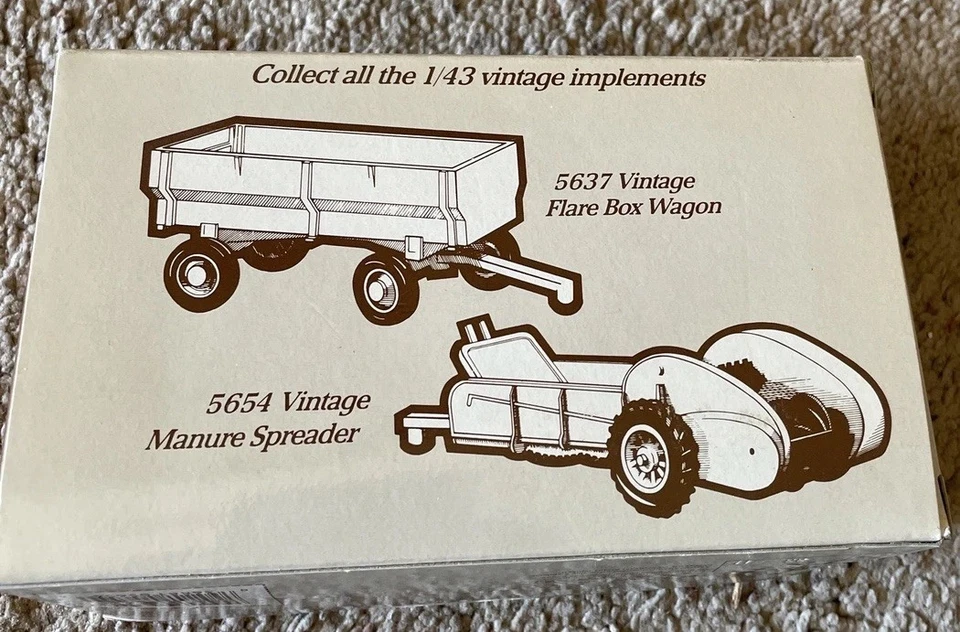 Collect all the 1/43 vintage implements
5637 Vintage
Flare Box Wagon
5654 Vintage
Manure Spreader